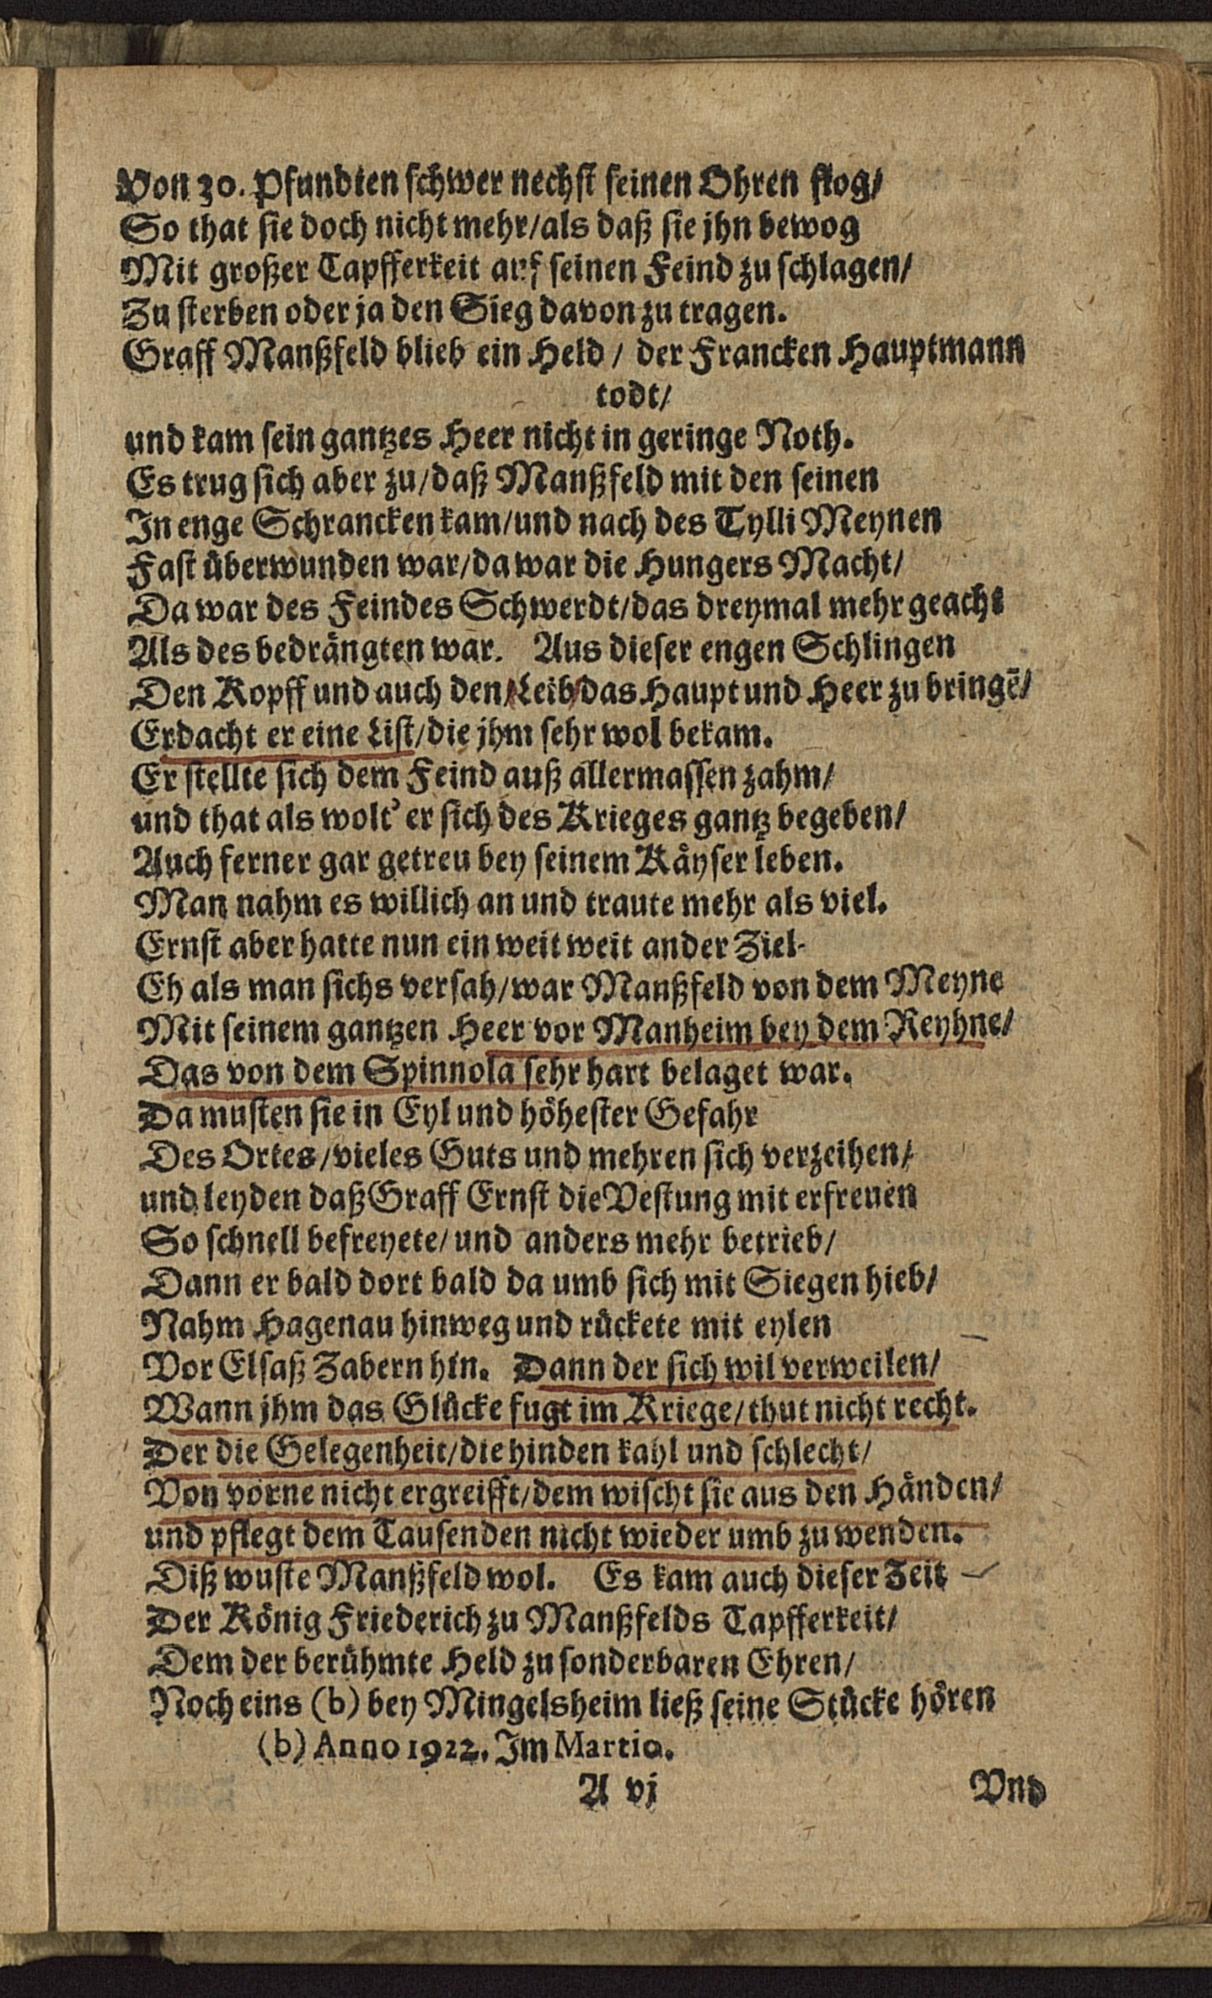 Von 30. Pfundten schwer nechst seinen Ohren flog/
So that sie doch nicht mehr/als daß sie jhn bewog
Mit großer Tapfferkeit auf seinen Feind zu schlagen/
Zu sterben oder ja den Sieg davon zu tragen.
Graff Manßfeld blieb ein Held / der Francken Hauptmann
todt/
und kam sein gantzes Heer nicht in geringe Noth.
Es trug sich aber zu/daß Manßfeld mit den seinen
In enge Schrancken kam/und nach des Tylli Meynen
Fast überwunden war/da war die Hungers Macht/
Da war des Feindes Schwerdt/das dreymal mehr geacht
Als des bedrängten war. Aus dieser engen Schlingen
Den Kopff und auch den/Leib/das Haupt und Heer zu bringē/
Erdacht er eine List/die jhm sehr wol bekam.
Er stellte sich dem Feind auß allermassen zahm/
und that als wolt' er sich des Krieges gantz begeben/
Auch ferner gar getreu bey seinem Käyser leben.
Man nahm es willich an und traute mehr als viel.
Ernst aber hatte nun ein weit weit ander Ziel.
Eh als man sichs versah/war Manßfeld von dem Meyne
Mit seinem gantzen Heer vor Manheim bey dem Reyhne/
Das von dem Spinnola sehr hart belaget war.
Da musten sie in Eyl und höhester Gefahr
Des Ortes/vieles Guts und mehren sich verzeihen/
und leyden daß Graff Ernst die Vestung mit erfreuen
So schnell befreyete/ und anders mehr betrieb/
Dann er bald dort bald da umb sich mit Siegen hieb/
Nahm Hagenau hinweg und rückete mit eylen
Vor Elsaß Zabern hin. Dann der sich wil verweilen/
Wann jhm das Glücke fugt im Kriege/thut nicht recht.
Der die Gelegenheit/die hinden kahl und schlecht/
Von vorne nicht ergreifft/dem wischt sie aus den Händen/
und pflegt dem Tausenden nicht wieder umb zu wenden.
Diß wuste Manßfeld wol. Es kam auch dieser Zeit
Der König Friederich zu Manßfelds Tapfferkeit/
Dem der berühmte Held zu sonderbaren Ehren/
Noch eins (b) bey Mingelsheim ließ seine Stücke hören
(b) Anno 1922. Im Martio.
A vj Vnd